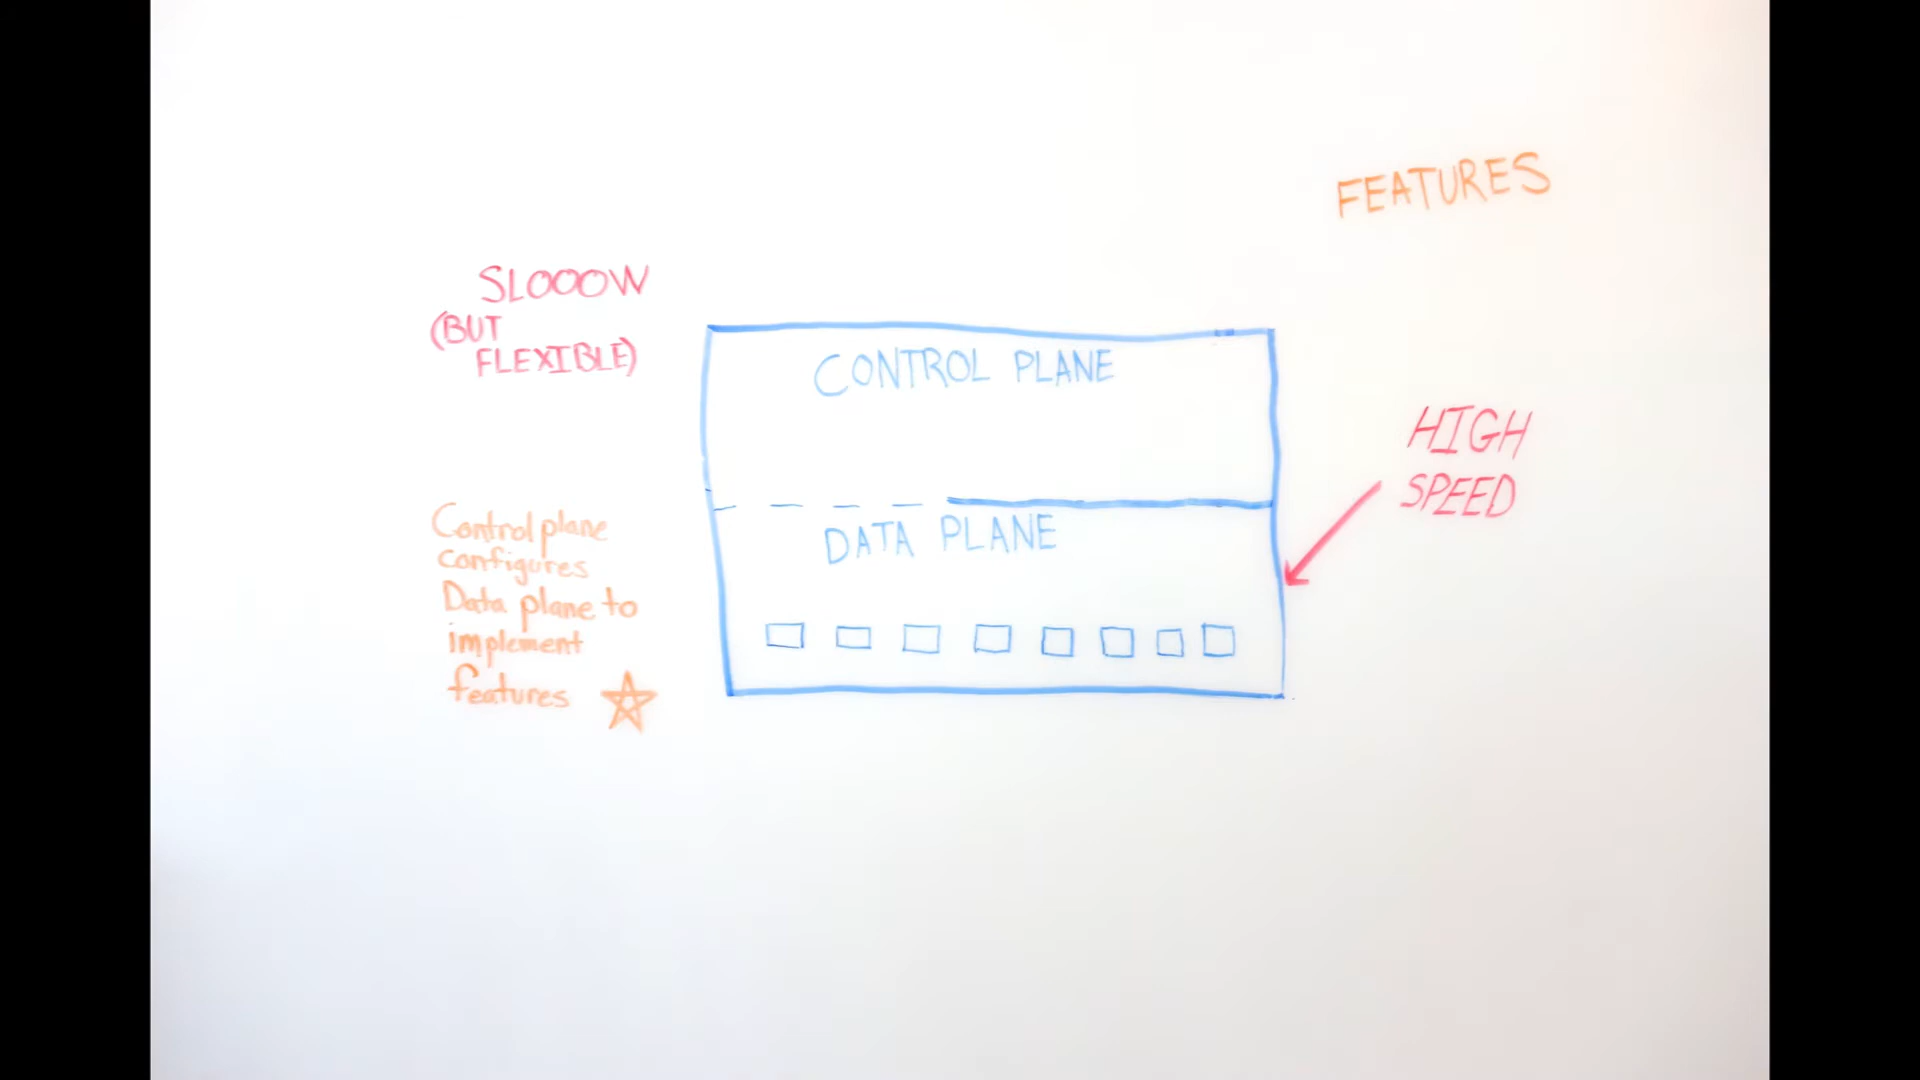 FEATURES
SLOOOW
(BUT
FLEXIBLE)
CONTROL PLANE
HIGH
SPEED
Control plane
configures
Data plane to
implement
features
DATA PLANE